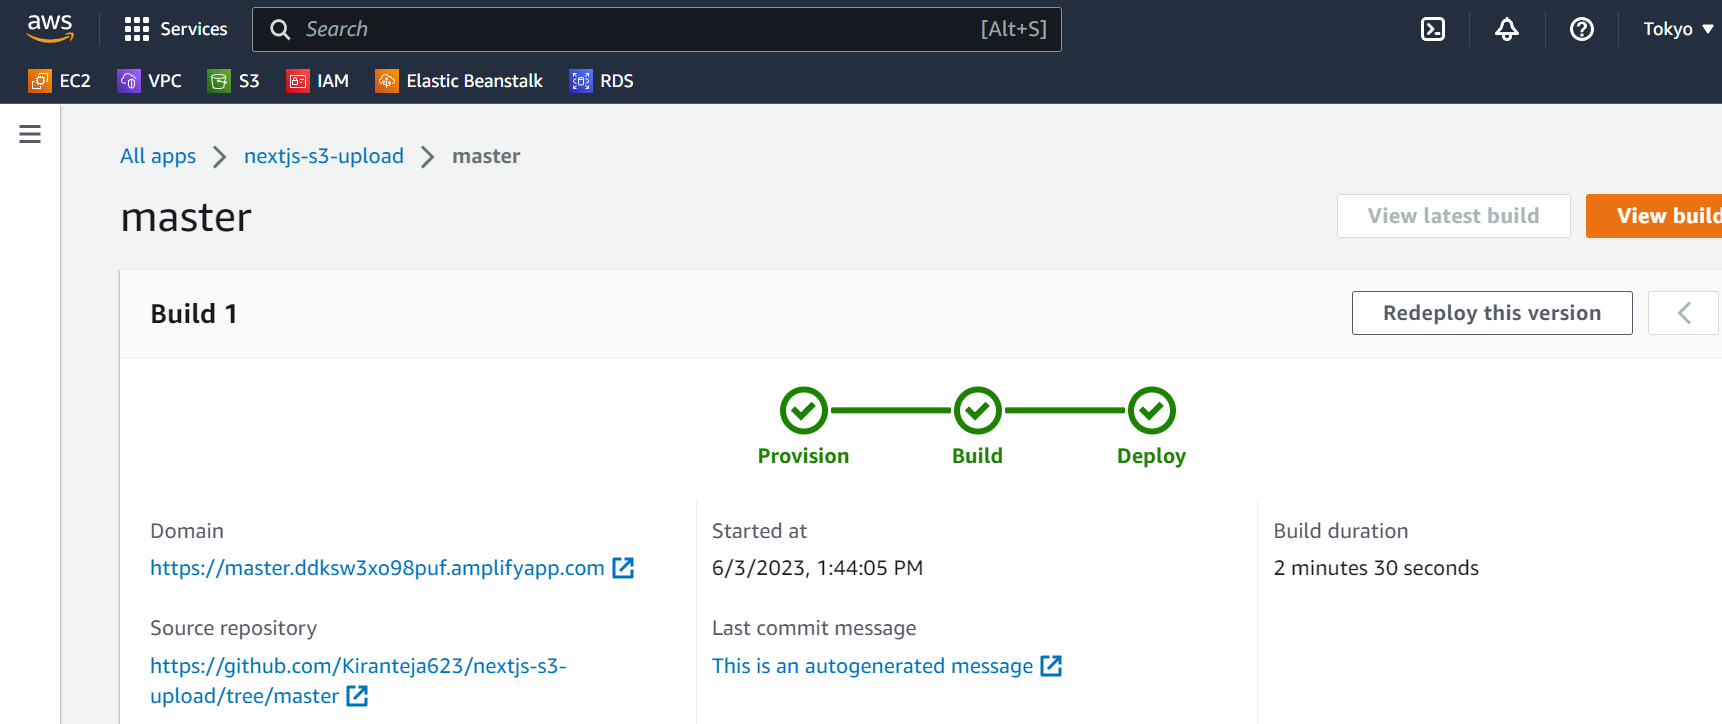 aws Services Search [Alt+S] Tokyo
EC2 VPC S3 IAM Elastic Beanstalk RDS
All apps nextjs-s3-upload master
master View latest build View build
Build 1 Redeploy this version
Provision Build Deploy
Domain Started at Build duration
https://master.ddksw3xo98puf.amplifyapp.com 6/3/2023, 1:44:05 PM 2 minutes 30 seconds
Source repository Last commit message
https://github.com/Kiranteja623/nextjs-s3- This is an autogenerated message
upload/tree/master